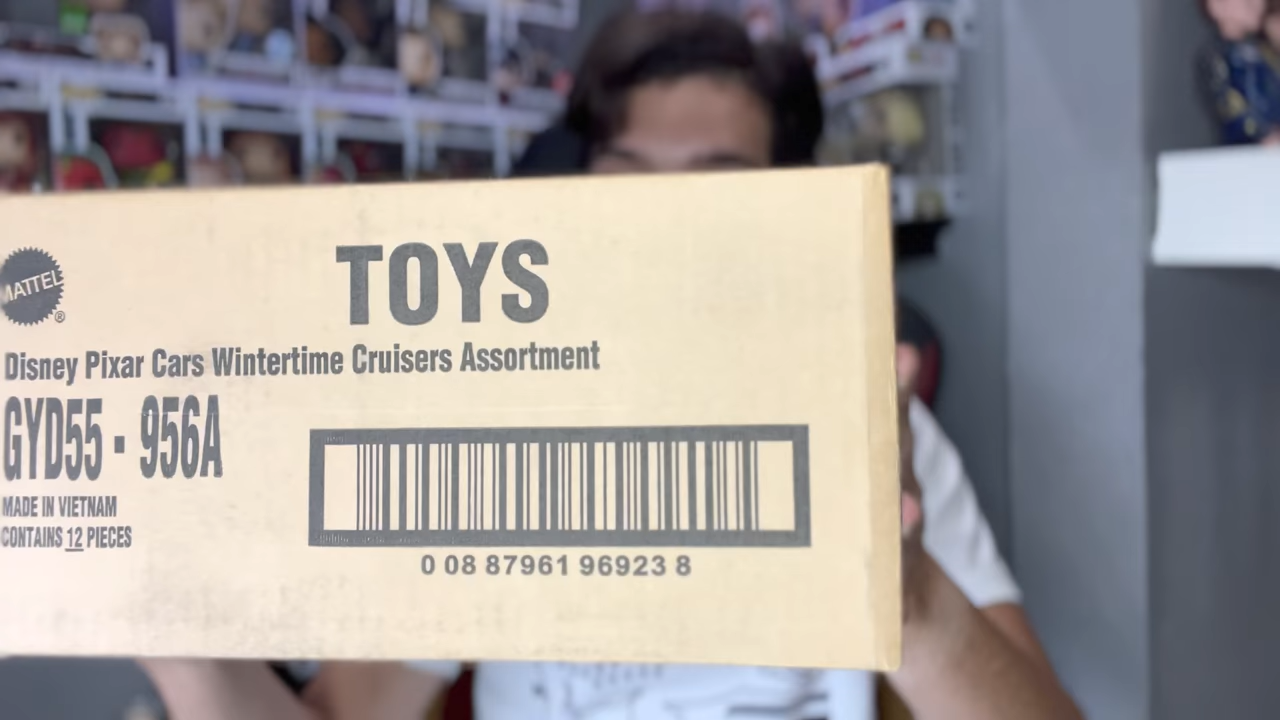 MATTEL
®
TOYS
Disney Pixar Cars Wintertime Cruisers Assortment
GYD55 - 956A
MADE IN VIETNAM
CONTAINS 12 PIECES
0 08 87961 96923 8